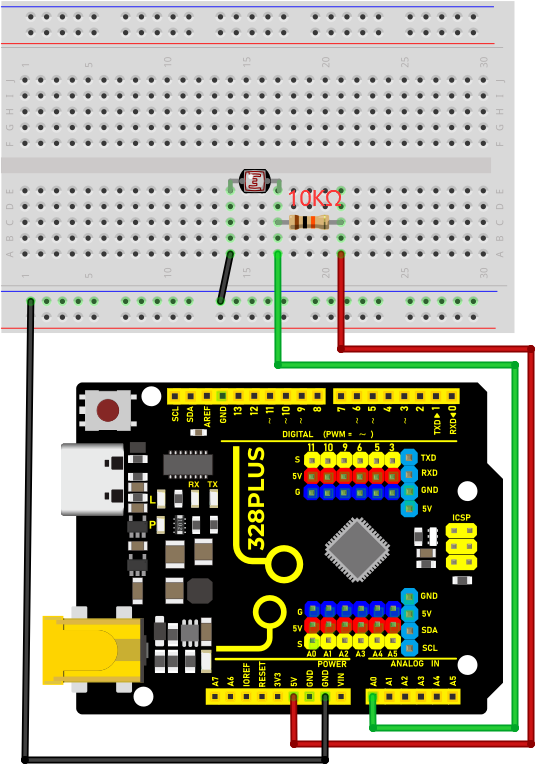 1 5 10 15 20 25 30
J J
I I
H H
G G
F F
10KΩ
E E
D D
C C
B B
A A
1 5 10 15 20 25 30
SCL SDA AREF GND 13 12 ~11 ~10 ~9 8 7 ~6 ~5 4 ~3 2 TXD▶1 RXD◀0
DIGITAL (PWM = ~ )
11 10 9 6 5 3
S TXD
5V RXD
G GND
5V
RX TX
L
P
328PLUS
ICSP
GND
G 5V
5V SDA
S SCL
A0 A1 A2 A3 A4 A5
POWER ANALOG IN
A7 A6 IOREF RESET 3V3 5V GND GND VIN A0 A1 A2 A3 A4 A5